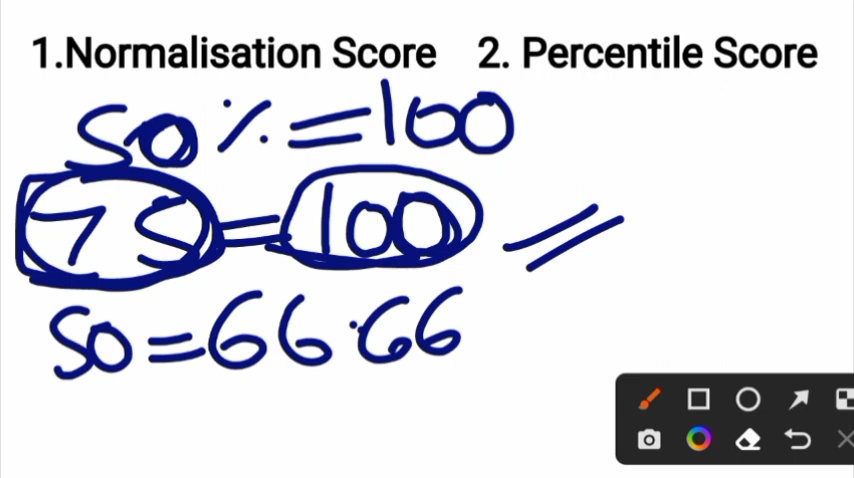 1.Normalisation Score 2. Percentile Score
50 % = 100
75 = 100
50 = 66.66